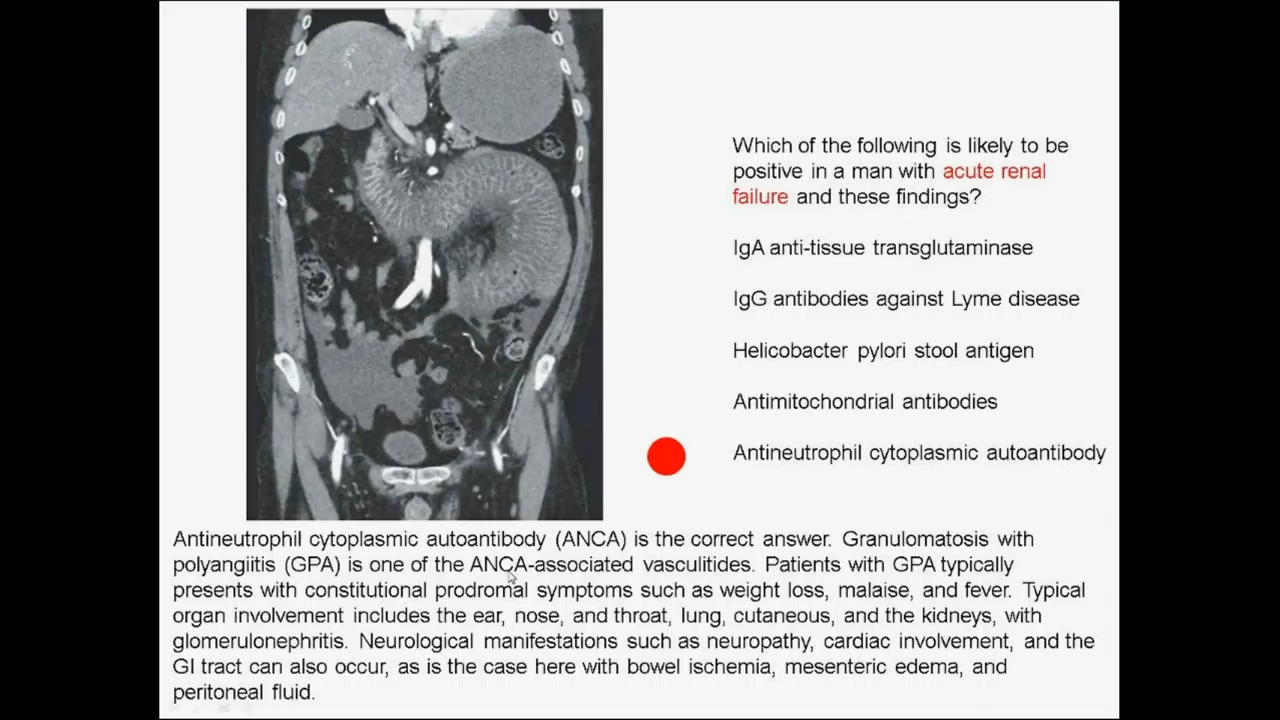 Which of the following is likely to be
positive in a man with acute renal
failure and these findings?
IgA anti-tissue transglutaminase
IgG antibodies against Lyme disease
Helicobacter pylori stool antigen
Antimitochondrial antibodies
Antineutrophil cytoplasmic autoantibody
Antineutrophil cytoplasmic autoantibody (ANCA) is the correct answer. Granulomatosis with
polyangiitis (GPA) is one of the ANCA-associated vasculitides. Patients with GPA typically
presents with constitutional prodromal symptoms such as weight loss, malaise, and fever. Typical
organ involvement includes the ear, nose, and throat, lung, cutaneous, and the kidneys, with
glomerulonephritis. Neurological manifestations such as neuropathy, cardiac involvement, and the
GI tract can also occur, as is the case here with bowel ischemia, mesenteric edema, and
peritoneal fluid.